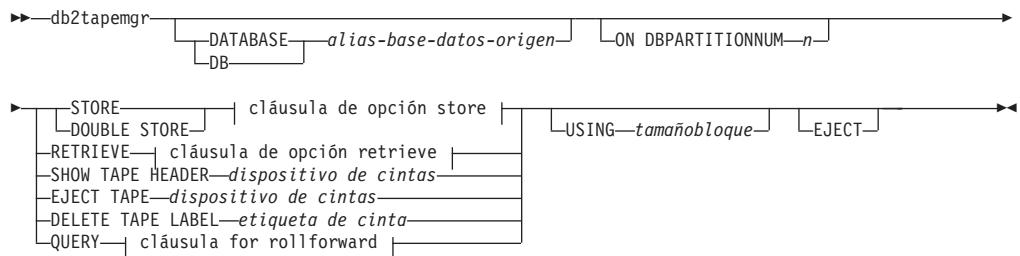 db2tapemgr
DATABASE alias-base-datos-origen ON DBPARTITIONNUM n
DB
STORE cláusula de opción store
DOUBLE STORE USING tamañobloque EJECT
RETRIEVE cláusula de opción retrieve
SHOW TAPE HEADER dispositivo de cintas
EJECT TAPE dispositivo de cintas
DELETE TAPE LABEL etiqueta de cinta
QUERY cláusula for rollforward